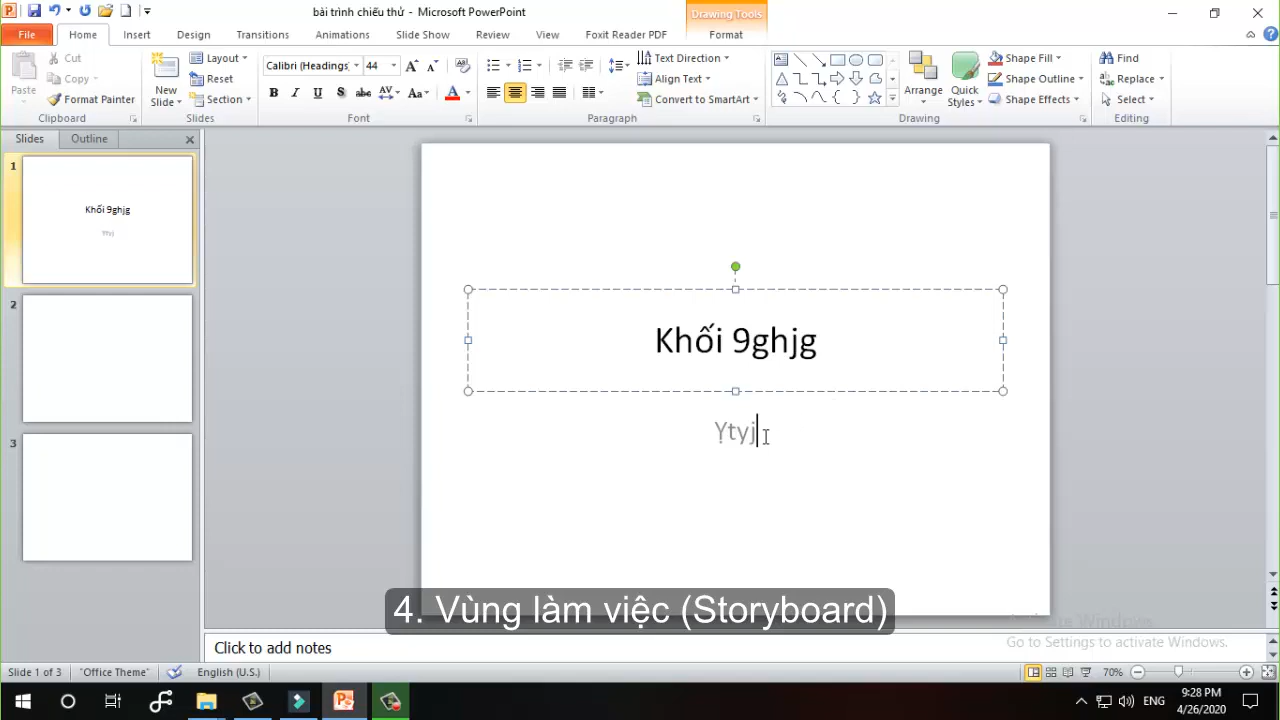 bài trình chiếu thử - Microsoft PowerPoint
Drawing Tools
File Home Insert Design Transitions Animations Slide Show Review View Foxit Reader PDF Format
Paste
Cut
Copy
Format Painter
Clipboard
New Slide
Layout
Reset
Section
Slides
Calibri (Headings) 44
B I U S abc AV Aa A
Font
Text Direction
Align Text
Convert to SmartArt
Paragraph
Arrange
Quick Styles
Shape Fill
Shape Outline
Shape Effects
Drawing
Find
Replace
Select
Editing
Slides Outline
1
Khối 9ghjg
Ỵtyj
2
3
Khối 9ghjg
Ỵtyj
4. Vùng làm việc (Storyboard)
Activate Windows
Go to Settings to activate Windows.
Click to add notes
Slide 1 of 3 "Office Theme" English (U.S.) 70%
ENG
9:28 PM
4/26/2020